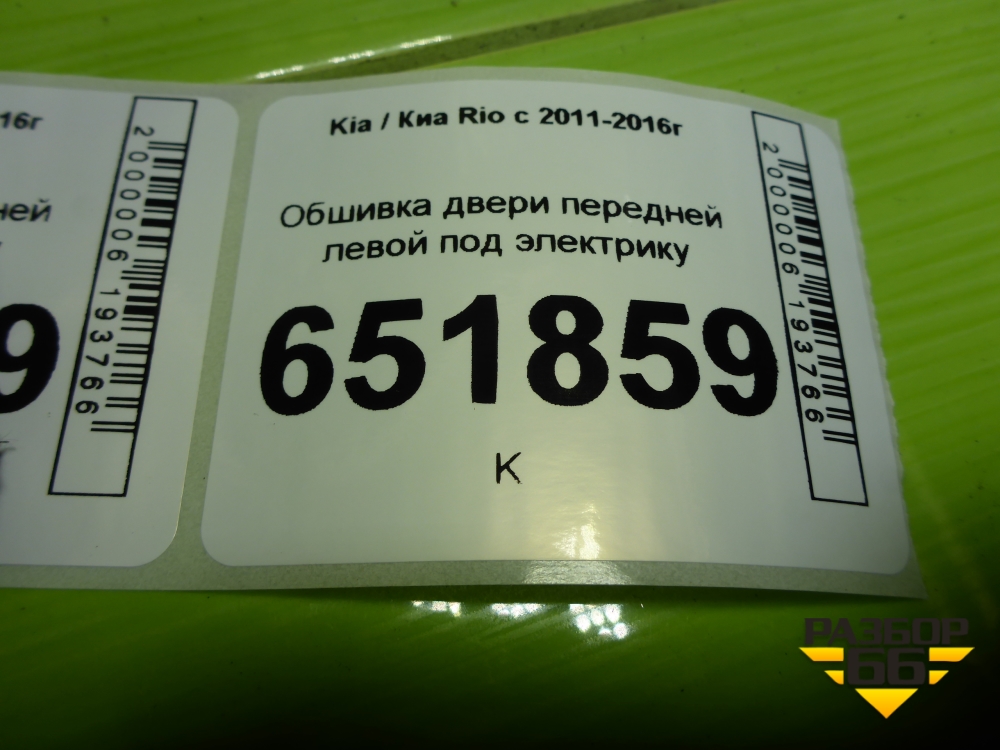 16г
ней
9
2000006193766
Kia / Киа Rio с 2011-2016г
Обшивка двери передней
левой под электрику
651859
К
2000006193766
РАЗБОР
66